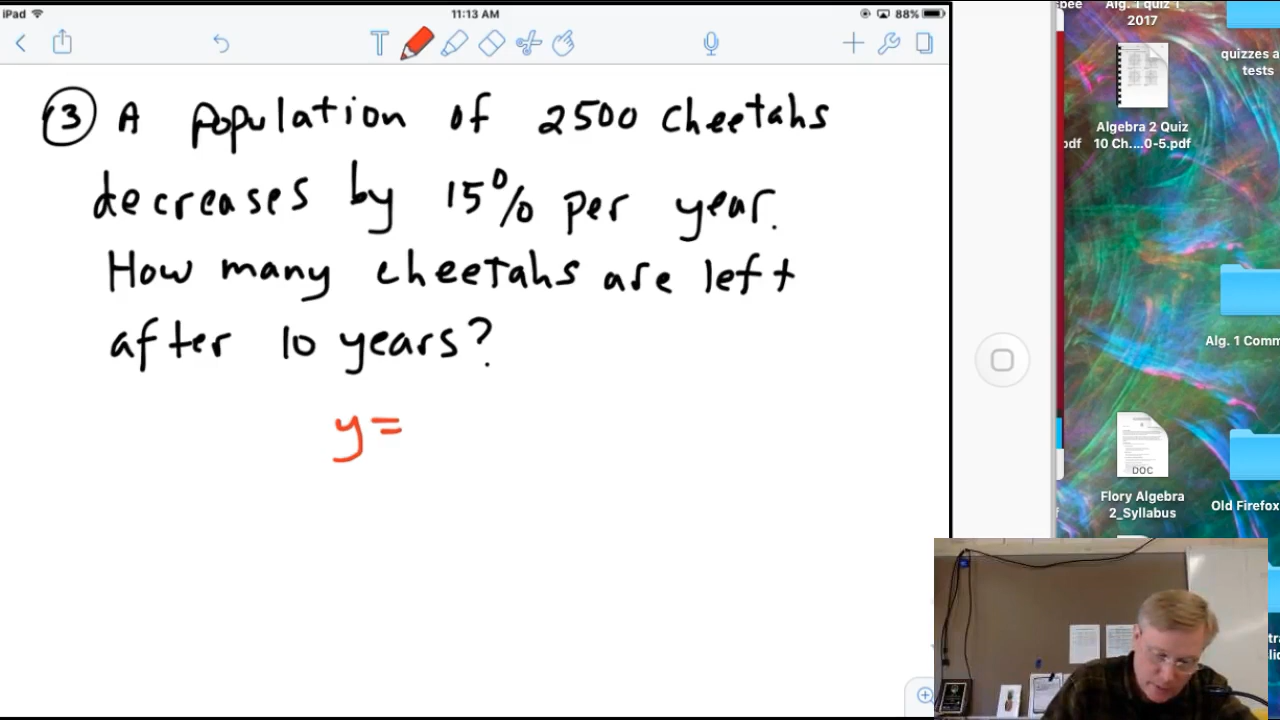 iPad
11:13 AM
88%
T
③ A population of 2500 cheetahs
decreases by 15% per year.
How many cheetahs are left
after 10 years?
y=
Alg. 1 quiz 1
2017
quizzes a
tests
pdf
Algebra 2 Quiz
10 Ch....0-5.pdf
Alg. 1 Comm
DOC
Flory Algebra
2_Syllabus
Old Firefox